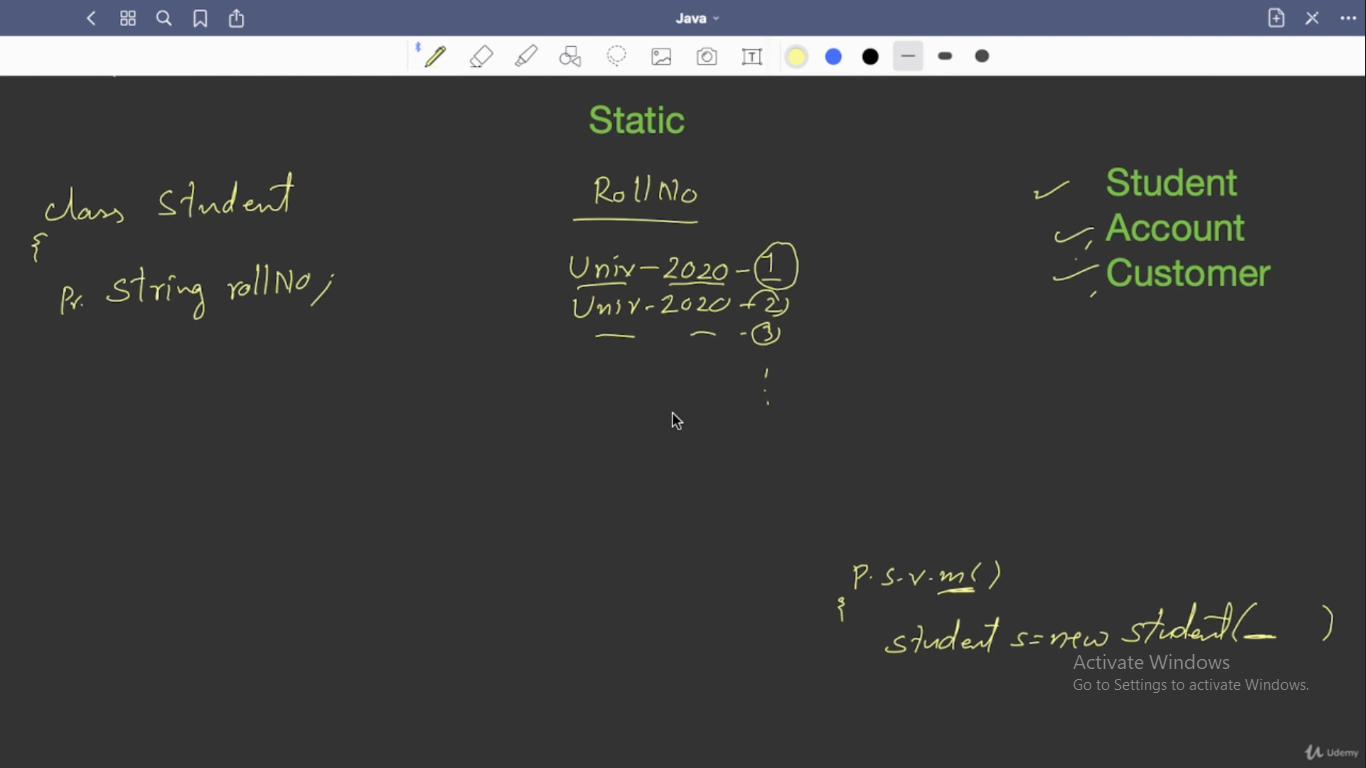 Java
T
Static
class Student
{
Pr. String rollNo;
RollNo
Univ-2020-1
Univ-2020-2
-3
Student
Account
Customer
P.s.v.m()
{
student s=new student( )
Activate Windows
Go to Settings to activate Windows.
Udemy